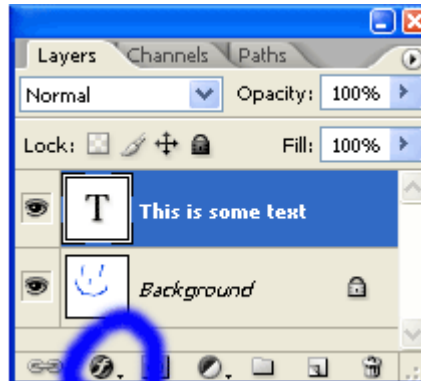 Layers Channels Paths
Normal Opacity: 100%
Lock: Fill: 100%
T This is some text
Background